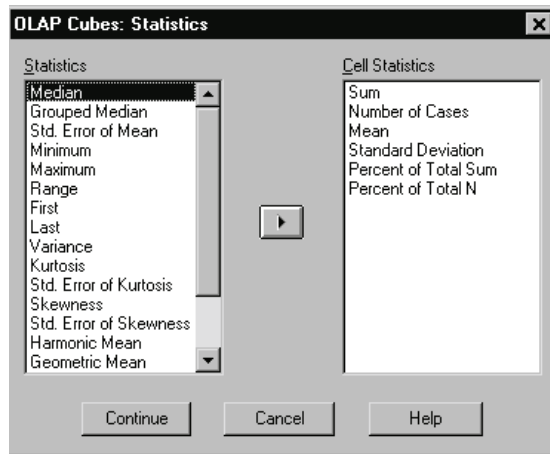 OLAP Cubes: Statistics
Statistics
Median
Grouped Median
Std. Error of Mean
Minimum
Maximum
Range
First
Last
Variance
Kurtosis
Std. Error of Kurtosis
Skewness
Std. Error of Skewness
Harmonic Mean
Geometric Mean
Cell Statistics
Sum
Number of Cases
Mean
Standard Deviation
Percent of Total Sum
Percent of Total N
Continue
Cancel
Help